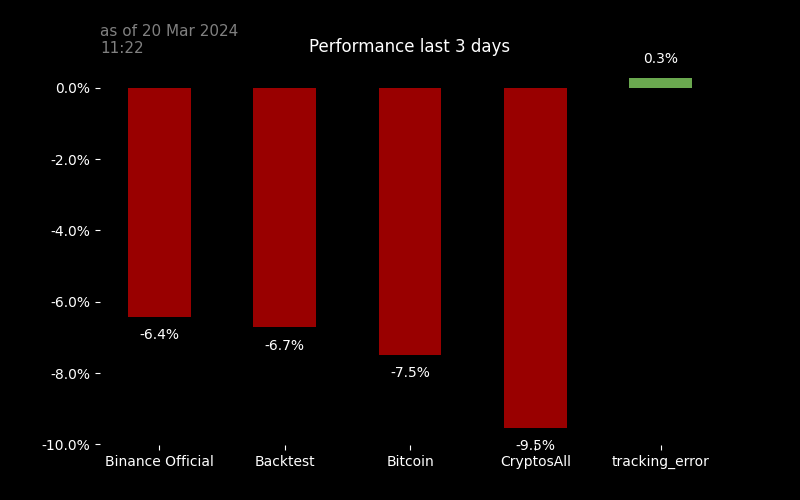 as of 20 Mar 2024
11:22
Performance last 3 days
0.3%
0.0%
-2.0%
-4.0%
-6.0%
-8.0%
-10.0%
-6.4%
-6.7%
-7.5%
-9.5%
Binance Official
Backtest
Bitcoin
CryptosAll
tracking_error